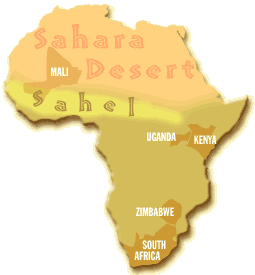 Sahara
Desert
MALI
Sahel
UGANDA
KENYA
ZIMBABWE
SOUTH
AFRICA